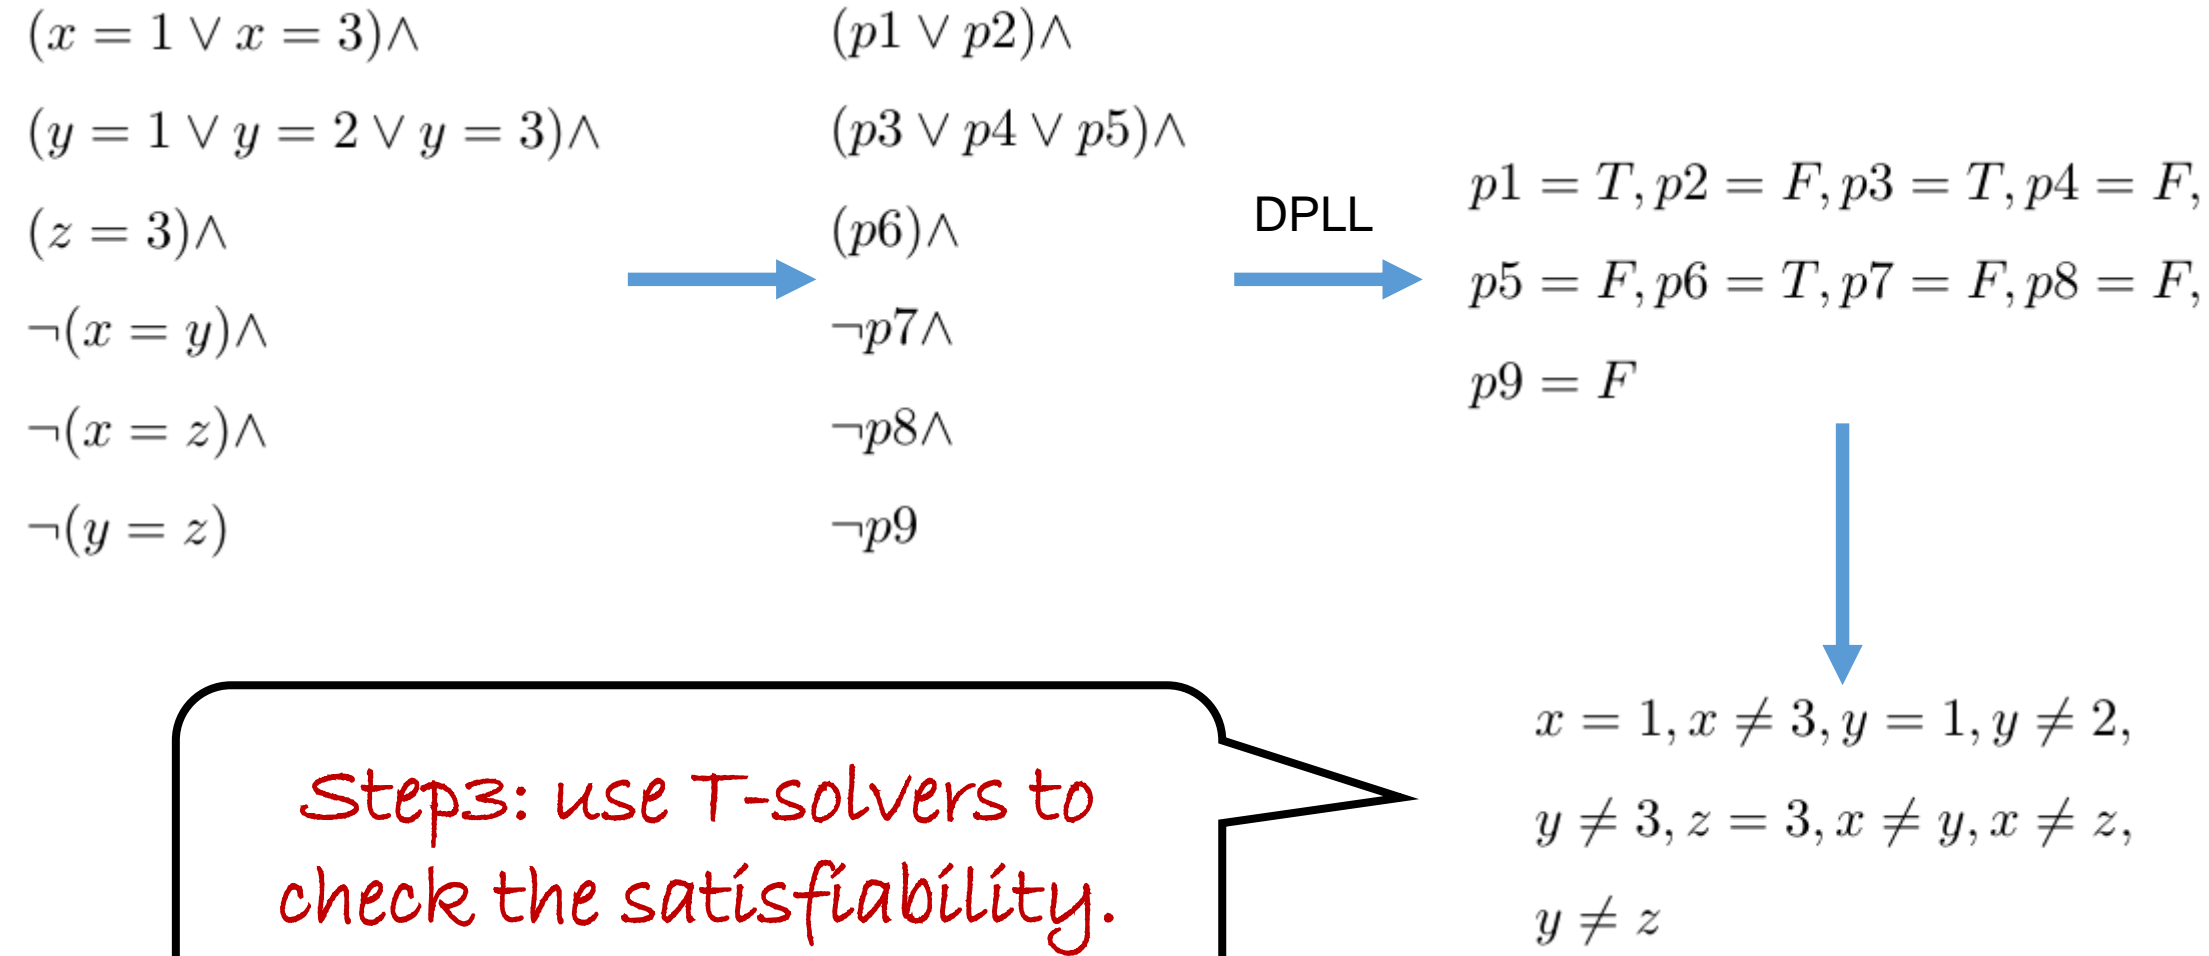 (x = 1 ∨ x = 3)∧
(y = 1 ∨ y = 2 ∨ y = 3)∧
(z = 3)∧
¬(x = y)∧
¬(x = z)∧
¬(y = z)
(p1 ∨ p2)∧
(p3 ∨ p4 ∨ p5)∧
(p6)∧
¬p7∧
¬p8∧
¬p9
DPLL
p1 = T, p2 = F, p3 = T, p4 = F,
p5 = F, p6 = T, p7 = F, p8 = F,
p9 = F
x = 1, x ≠ 3, y = 1, y ≠ 2,
y ≠ 3, z = 3, x ≠ y, x ≠ z,
y ≠ z
Step3: use T-solvers to
check the satisfiability.